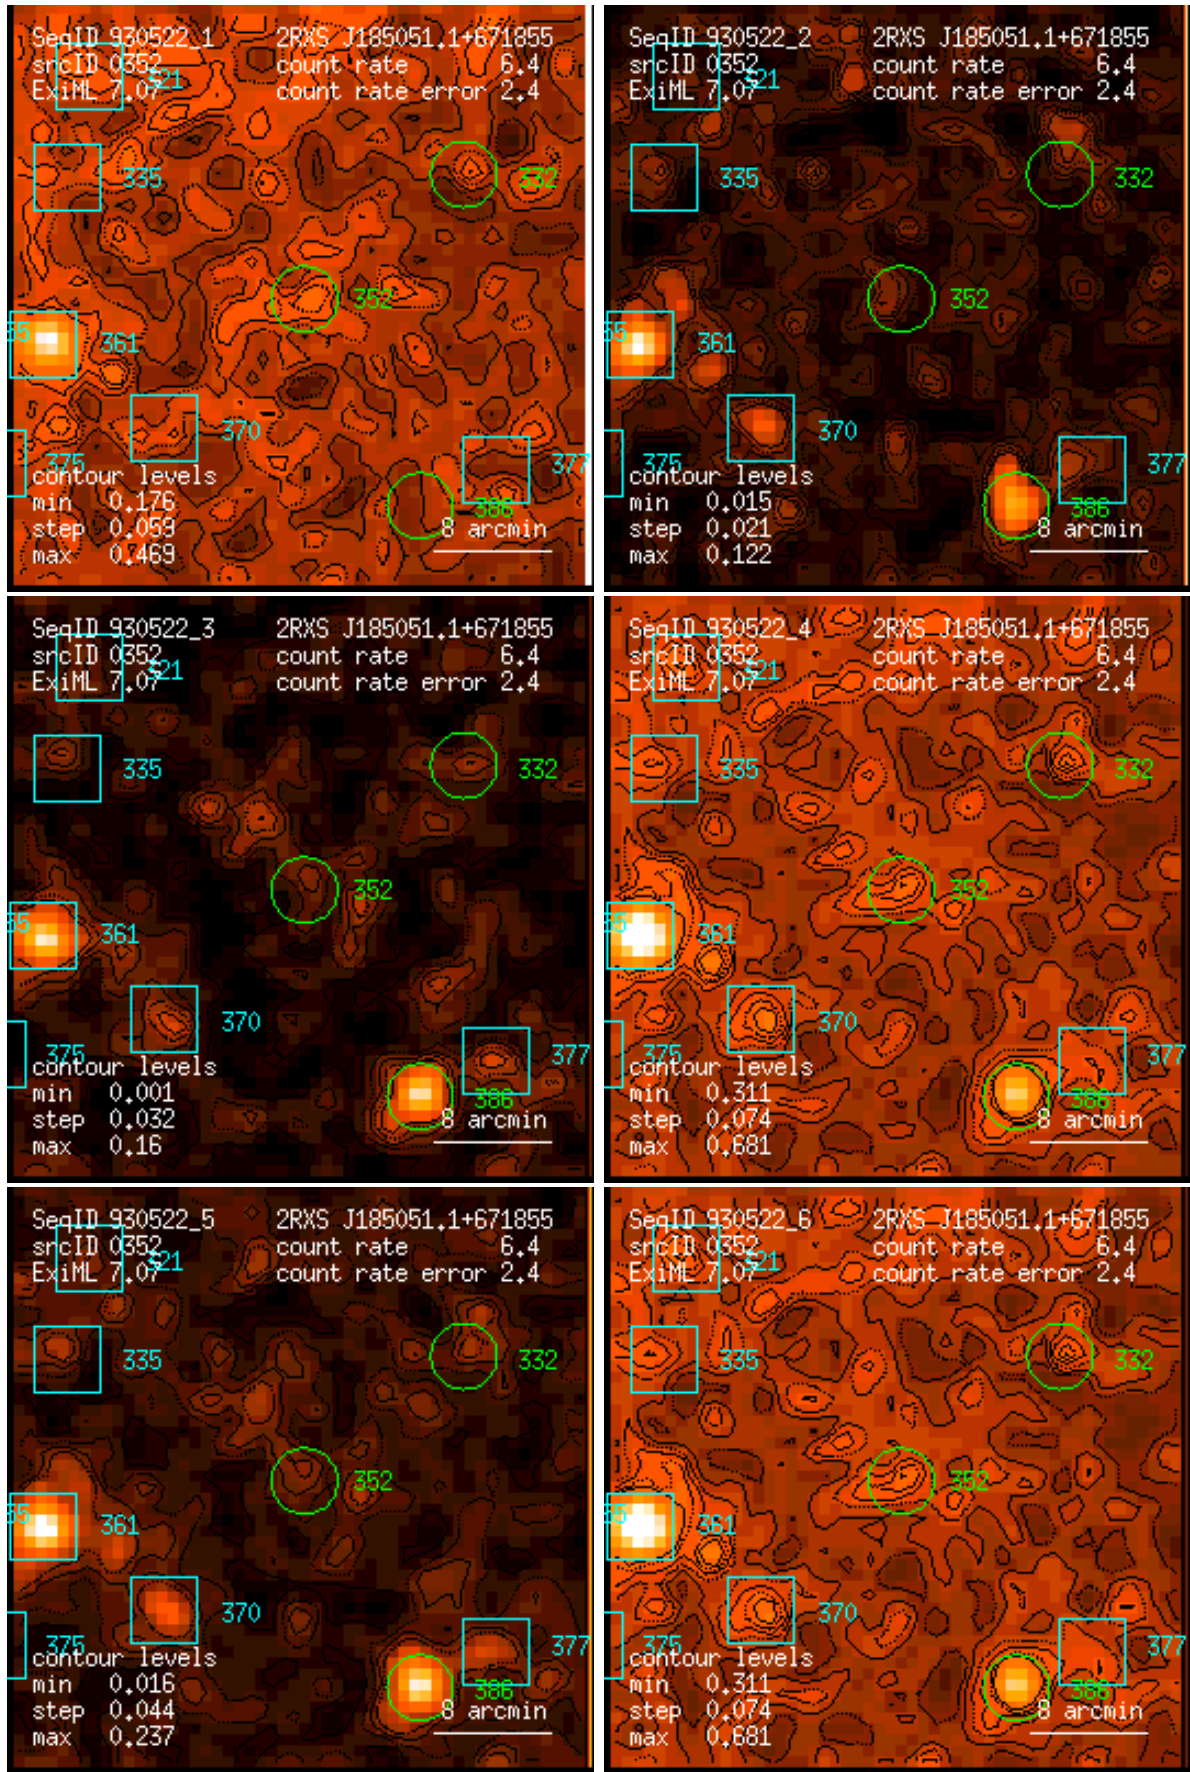 SeqID 930522_1 2RXS J185051.1+671855
srcID 0352 count rate 6.4
321
ExiML 7.07 count rate error 2.4
335
332
352
55
361
370
375
377
contour levels
min 0.176
386
step 0.059
8 arcmin
max 0.469
SeqID 930522_2 2RXS J185051.1+671855
srcID 0352 count rate 6.4
321
ExiML 7.07 count rate error 2.4
335
332
352
55
361
370
375
377
contour levels
min 0.015
386
step 0.021
8 arcmin
max 0.122
SeqID 930522_3 2RXS J185051.1+671855
srcID 0352 count rate 6.4
321
ExiML 7.07 count rate error 2.4
335
332
352
55
361
370
375
377
contour levels
min 0.001
386
step 0.032
8 arcmin
max 0.16
SeqID 930522_4 2RXS J185051.1+671855
srcID 0352 count rate 6.4
321
ExiML 7.07 count rate error 2.4
335
332
352
55
361
370
375
377
contour levels
min 0.311
386
step 0.074
8 arcmin
max 0.681
SeqID 930522_5 2RXS J185051.1+671855
srcID 0352 count rate 6.4
321
ExiML 7.07 count rate error 2.4
335
332
352
55
361
370
375
377
contour levels
min 0.016
386
step 0.044
8 arcmin
max 0.237
SeqID 930522_6 2RXS J185051.1+671855
srcID 0352 count rate 6.4
321
ExiML 7.07 count rate error 2.4
335
332
352
55
361
370
375
377
contour levels
min 0.311
386
step 0.074
8 arcmin
max 0.681